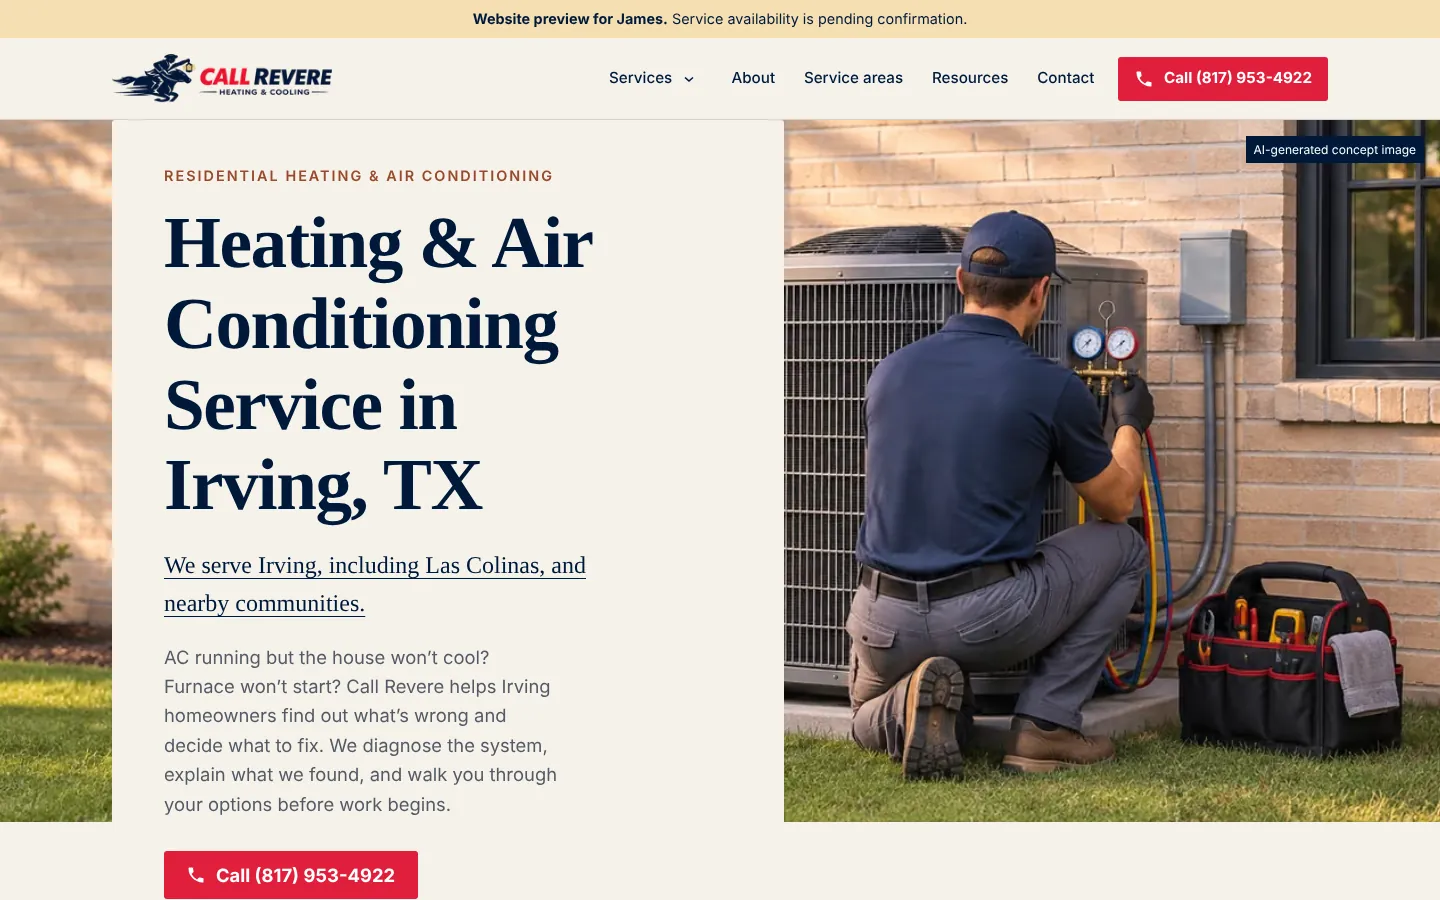 Website preview for James. Service availability is pending confirmation.
CALL REVERE
HEATING & COOLING
Services
About
Service areas
Resources
Contact
Call (817) 953-4922
AI-generated concept image
RESIDENTIAL HEATING & AIR CONDITIONING
Heating & Air
Conditioning
Service in
Irving, TX
We serve Irving, including Las Colinas, and
nearby communities.
AC running but the house won’t cool?
Furnace won’t start? Call Revere helps Irving
homeowners find out what’s wrong and
decide what to fix. We diagnose the system,
explain what we found, and walk you through
your options before work begins.
Call (817) 953-4922